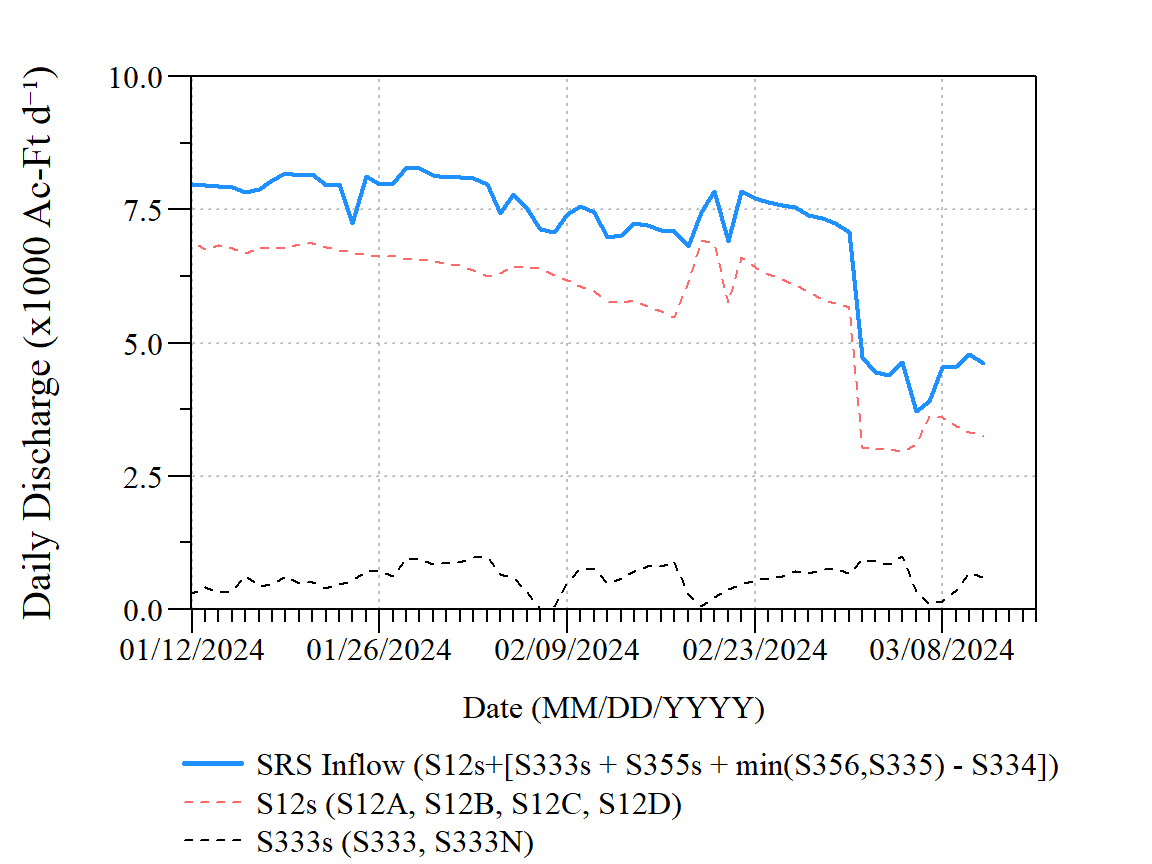 Daily Discharge (x1000 Ac-Ft d⁻¹)
10.0
7.5
5.0
2.5
0.0
01/12/2024 01/26/2024 02/09/2024 02/23/2024 03/08/2024
Date (MM/DD/YYYY)
SRS Inflow (S12s+[S333s + S355s + min(S356,S335) - S334])
S12s (S12A, S12B, S12C, S12D)
S333s (S333, S333N)